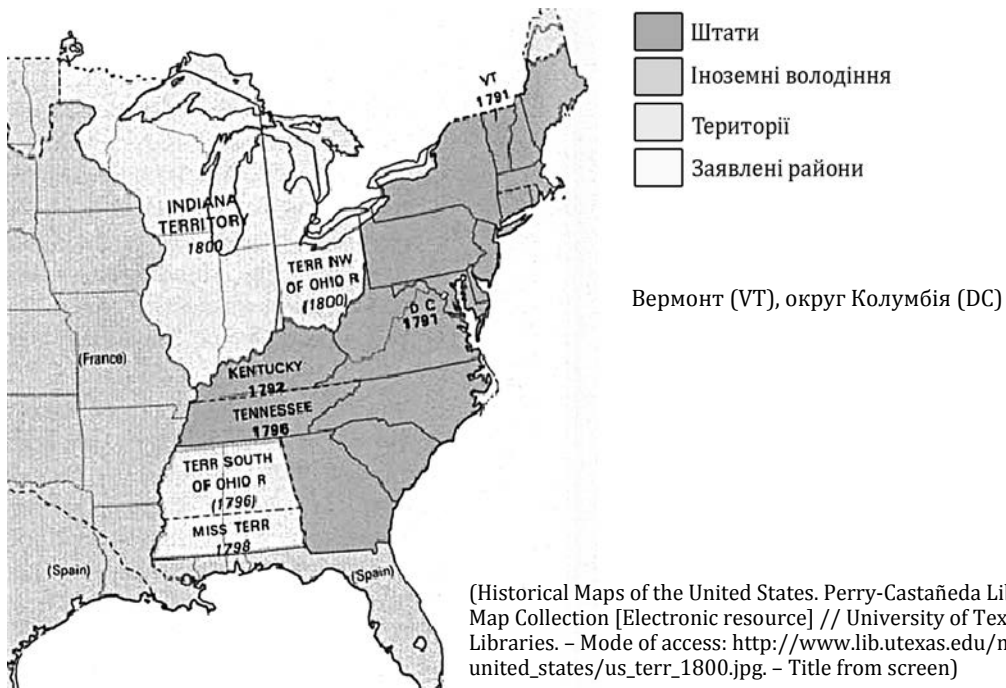 Штати
Іноземні володіння
Території
Заявлені райони
VT
1791
INDIANA
TERRITORY
1800
TERR NW
OF OHIO R
(1800)
D C
1791
Вермонт (VT), округ Колумбія (DC)
(France)
KENTUCKY
1792
TENNESSEE
1796
TERR SOUTH
OF OHIO R
(1796)
MISS TERR
1798
(Spain)
(Spain)
(Historical Maps of the United States. Perry-Castañeda Li
Map Collection [Electronic resource] // University of Tex
Libraries. – Mode of access: http://www.lib.utexas.edu/m
united_states/us_terr_1800.jpg. – Title from screen)